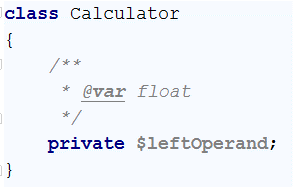 class Calculator
{
    /**
     * @var float
     */
    private $leftOperand;
}